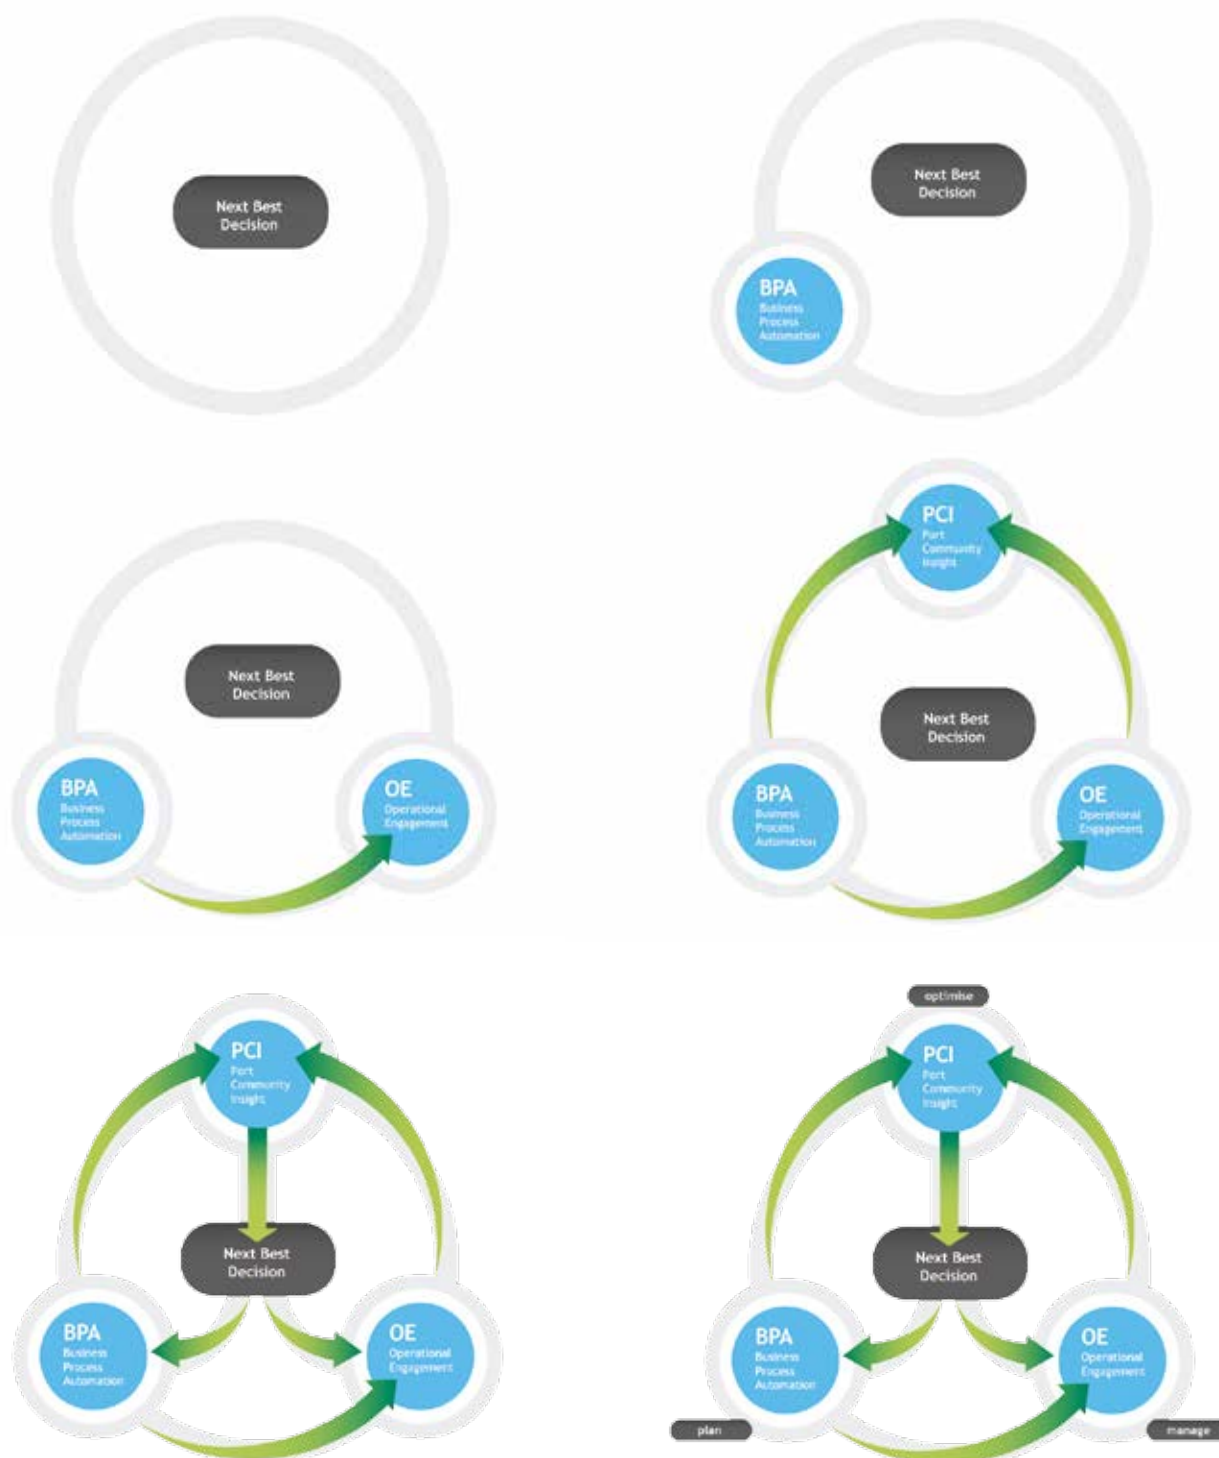 Next Best
Decision
Next Best
Decision
BPA
Business
Process
Automation
Next Best
Decision
BPA
Business
Process
Automation
OE
Operational
Engagement
PCI
Port
Community
Insight
Next Best
Decision
BPA
Business
Process
Automation
OE
Operational
Engagement
PCI
Port
Community
Insight
Next Best
Decision
BPA
Business
Process
Automation
OE
Operational
Engagement
optimise
PCI
Port
Community
Insight
Next Best
Decision
BPA
Business
Process
Automation
OE
Operational
Engagement
plan
manage